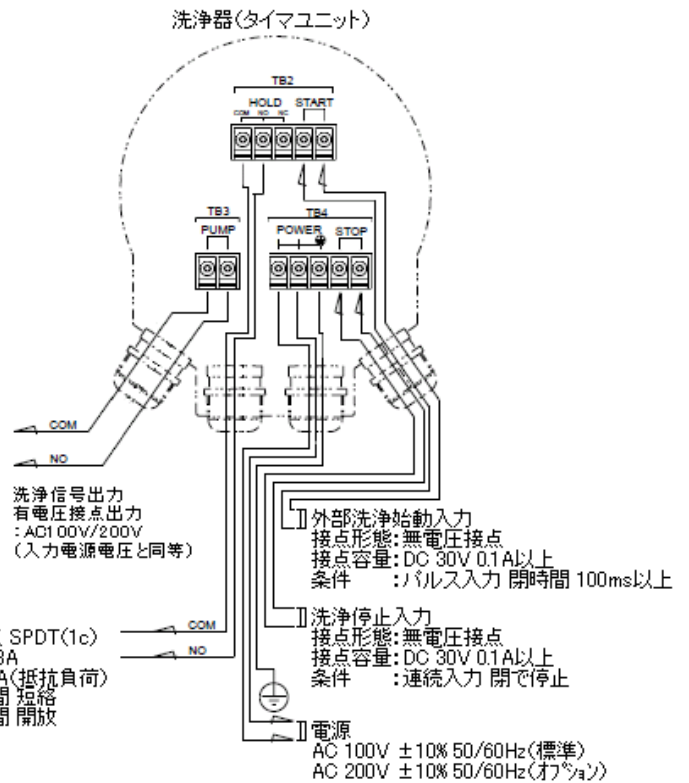 洗浄器(タイマユニット)
TB2
HOLD START
COM NO NC
TB3
PUMP
TB4
POWER STOP
COM
NO
洗浄信号出力
有電圧接点出力
:AC100V/200V
(入力電源電圧と同等)
外部洗浄始動入力
接点形態:無電圧接点
接点容量:DC 30V 0.1A以上
条件 :パルス入力 閉時間 100ms以上
SPDT(1c)
A(抵抗負荷)
短絡
開放
COM
NO
洗浄停止入力
接点形態:無電圧接点
接点容量:DC 30V 0.1A以上
条件 :連続入力 閉で停止
電源
AC 100V ±10% 50/60Hz(標準)
AC 200V ±10% 50/60Hz(オプション)